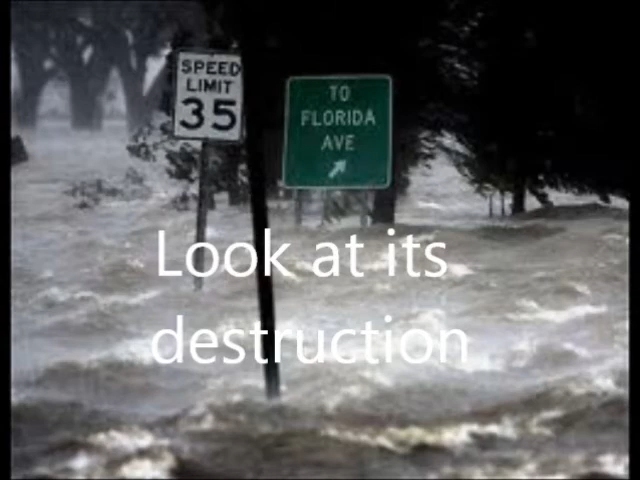 SPEED
LIMIT
35
TO
FLORIDA
AVE
Look at its
destruction